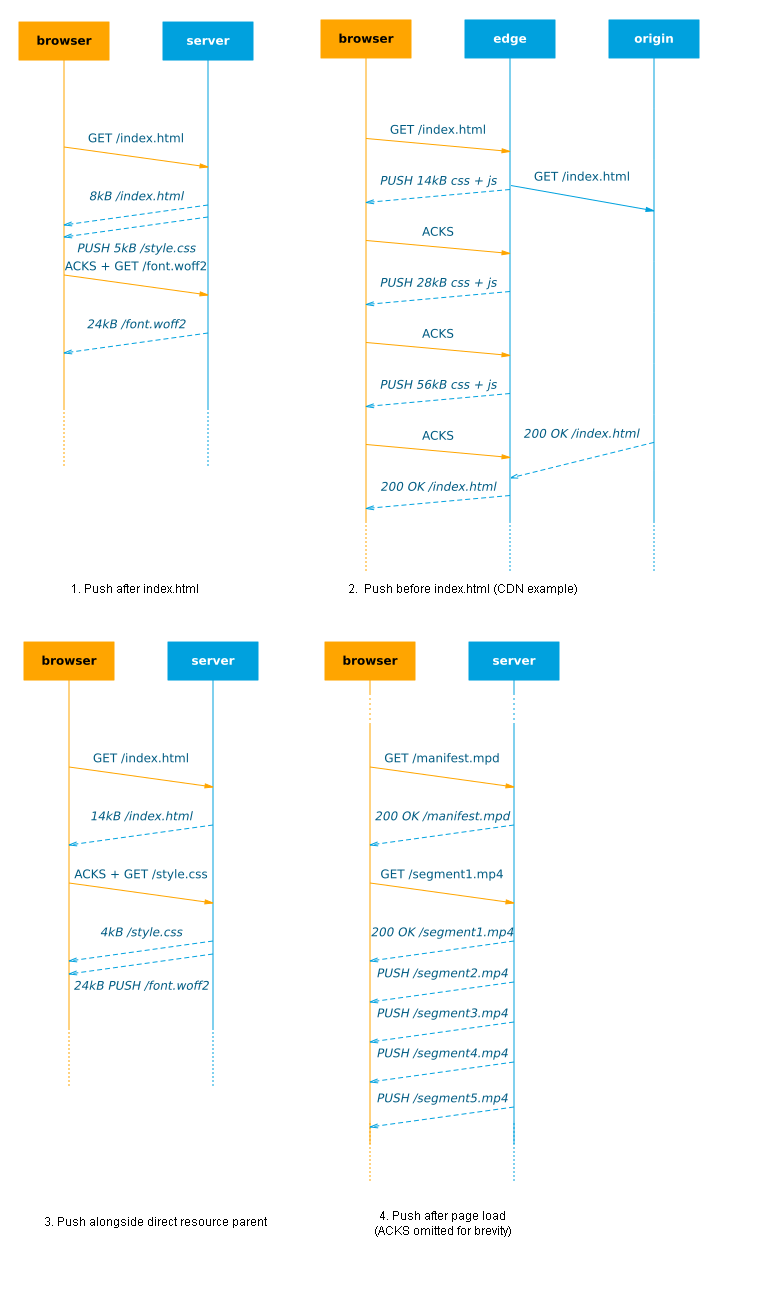 browser
server
GET /index.html
8kB /index.html
PUSH 5kB /style.css
ACKS + GET /font.woff2
24kB /font.woff2
1. Push after index.html
browser
edge
origin
GET /index.html
GET /index.html
PUSH 14kB css + js
ACKS
PUSH 28kB css + js
ACKS
PUSH 56kB css + js
ACKS
200 OK /index.html
200 OK /index.html
2. Push before index.html (CDN example)
browser
server
GET /index.html
14kB /index.html
ACKS + GET /style.css
4kB /style.css
24kB PUSH /font.woff2
3. Push alongside direct resource parent
browser
server
GET /manifest.mpd
200 OK /manifest.mpd
GET /segment1.mp4
200 OK /segment1.mp4
PUSH /segment2.mp4
PUSH /segment3.mp4
PUSH /segment4.mp4
PUSH /segment5.mp4
4. Push after page load
(ACKS omitted for brevity)